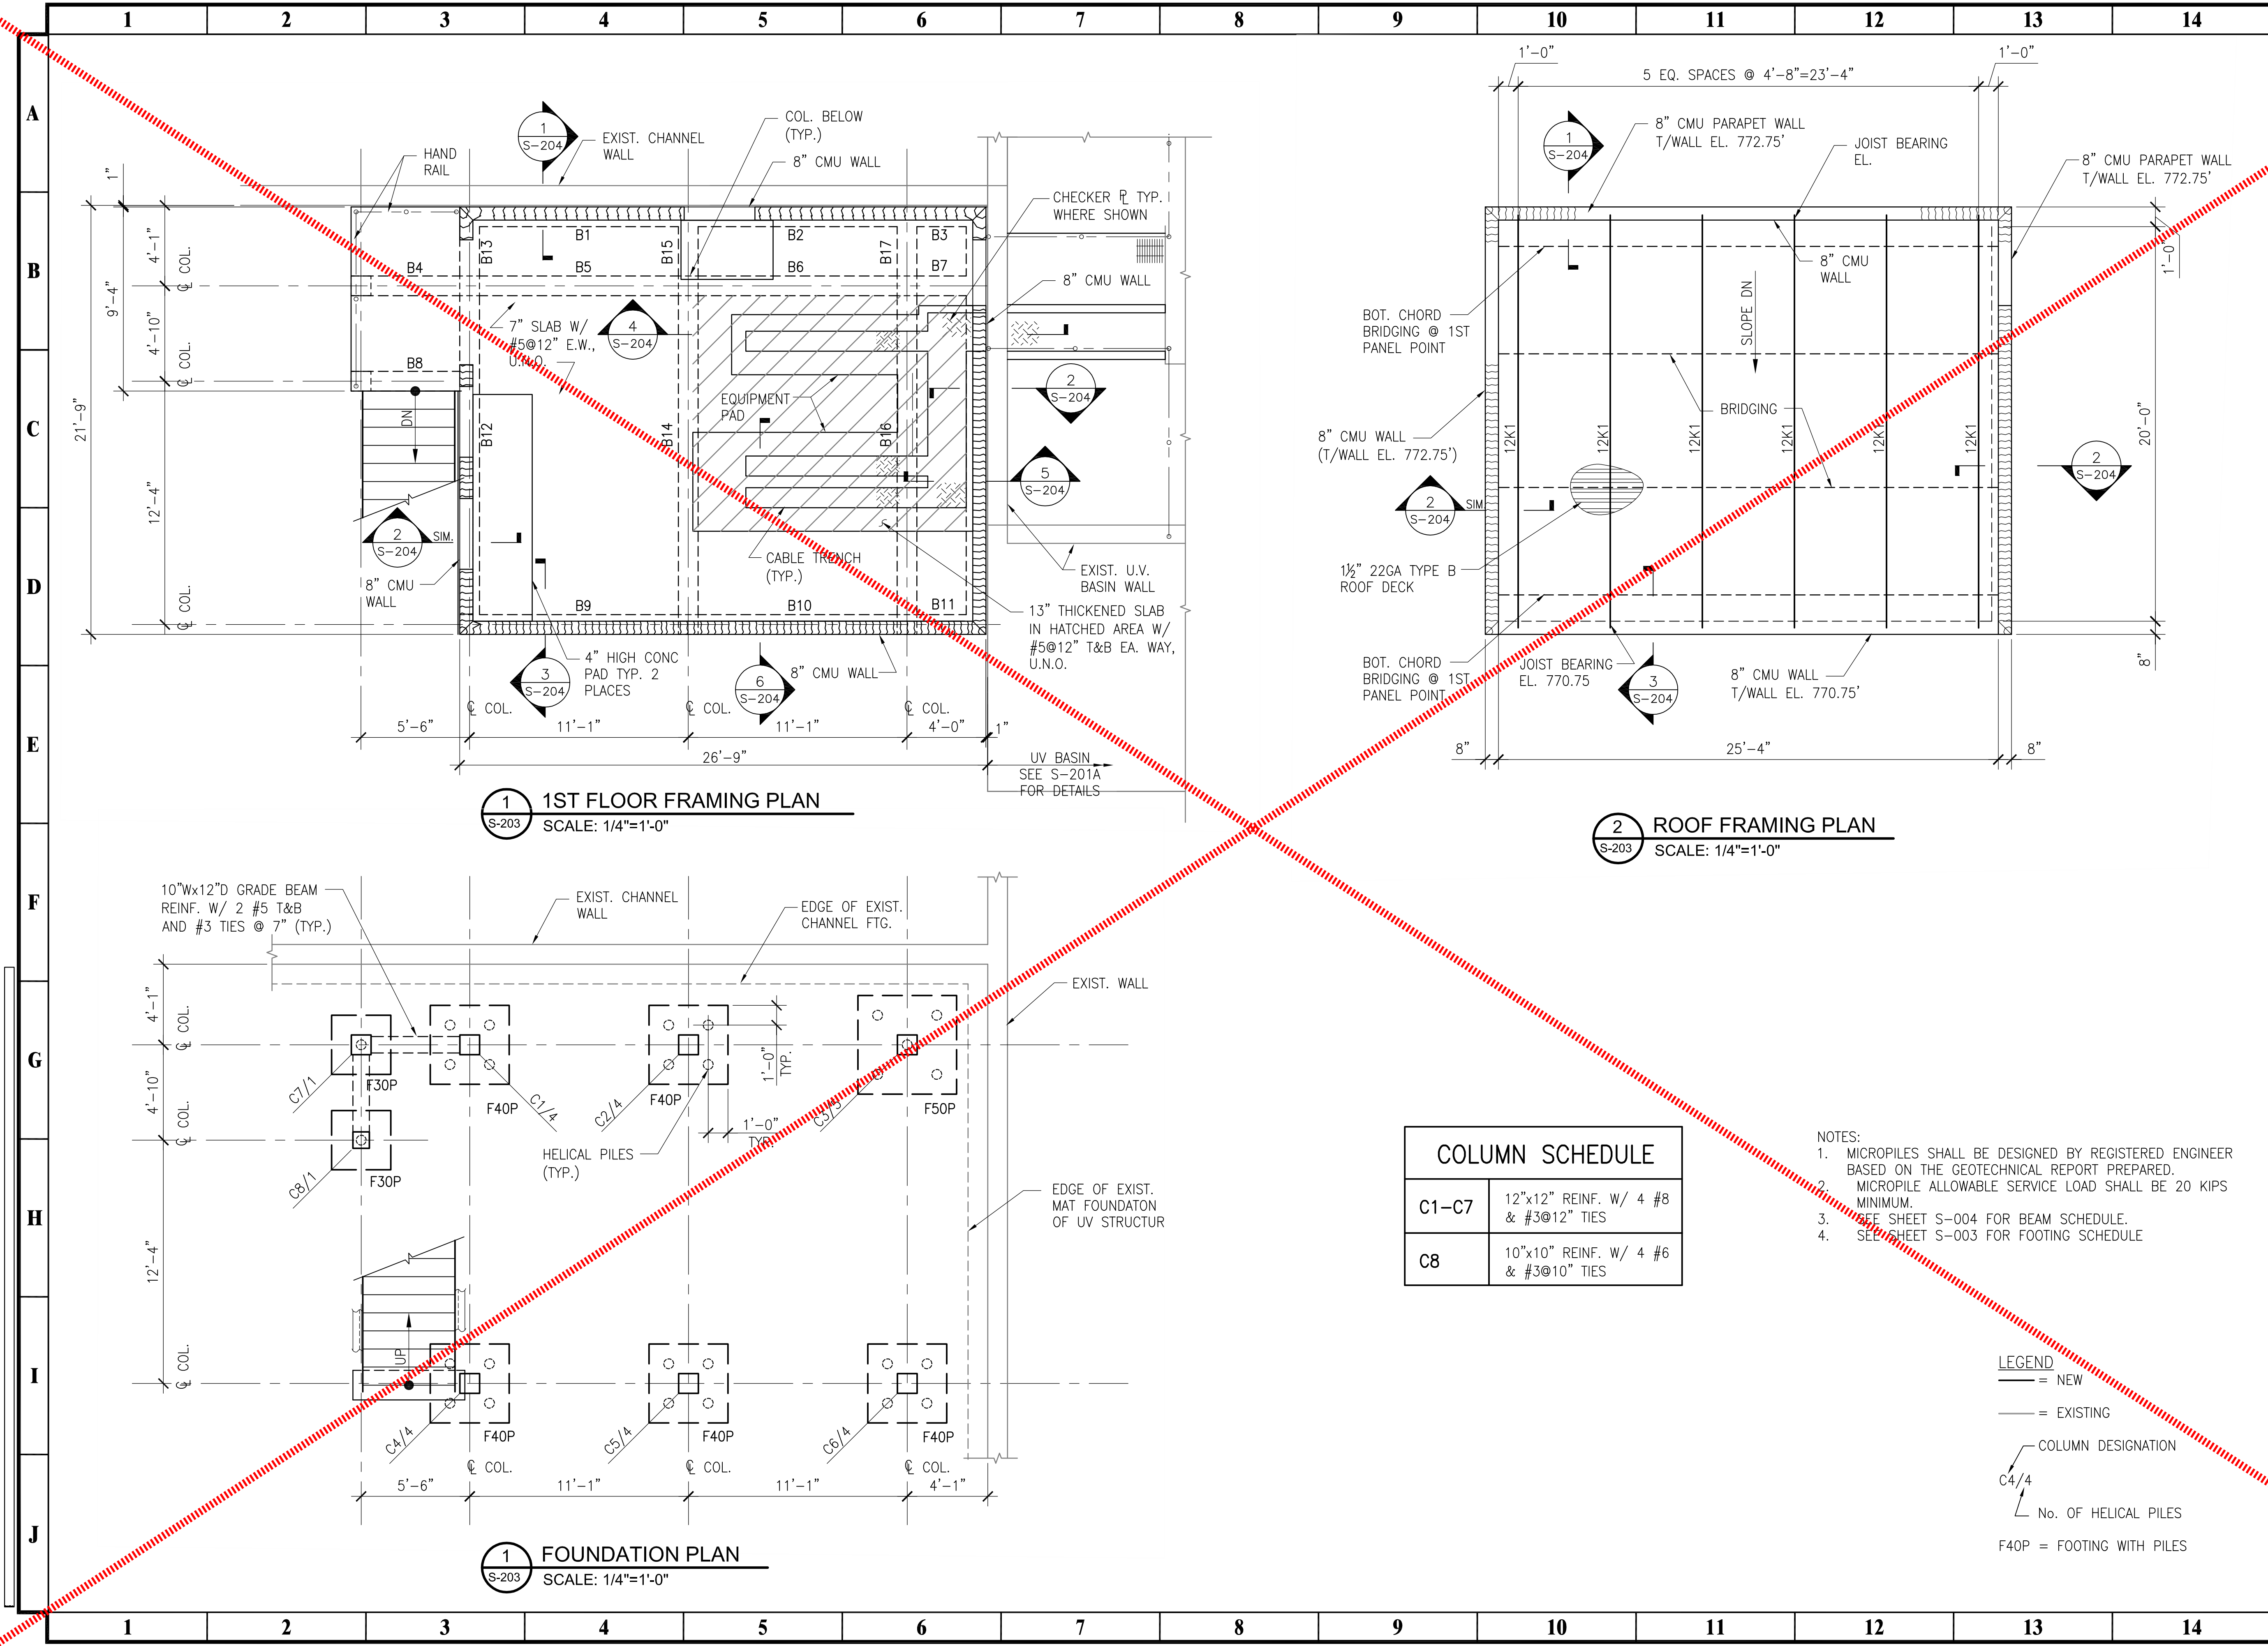 1 2 3 4 5 6 7 8 9 10 11 12 13 14
A
B
C
D
E
F
G
H
I
J
1
S-204
EXIST. CHANNEL
WALL
COL. BELOW
(TYP.)
8" CMU WALL
HAND
RAIL
CHECKER ℙ TYP.
WHERE SHOWN
8" CMU WALL
1"
4'-1"
℄ COL.
9'-4"
4'-10"
℄ COL.
21'-9"
12'-4"
℄ COL.
B1
B2
B3
B13
B15
B17
B4
B5
B6
B7
7" SLAB W/
#5@12" E.W.,
U.N.O.
4
S-204
B8
DN
EQUIPMENT
PAD
B12
B14
B16
2
S-204
5
S-204
2
S-204
SIM.
8" CMU
WALL
CABLE TRENCH
(TYP.)
EXIST. U.V.
BASIN WALL
B9
B10
B11
13" THICKENED SLAB
IN HATCHED AREA W/
#5@12" T&B EA. WAY,
U.N.O.
3
S-204
4" HIGH CONC
PAD TYP. 2
PLACES
6
S-204
8" CMU WALL
℄ COL.
℄ COL.
℄ COL.
5'-6"
11'-1"
11'-1"
4'-0"
1"
26'-9"
UV BASIN
SEE S-201A
FOR DETAILS
1
S-203
1ST FLOOR FRAMING PLAN
SCALE: 1/4"=1'-0"
1'-0"
5 EQ. SPACES @ 4'-8"=23'-4"
1'-0"
1
S-204
8" CMU PARAPET WALL
T/WALL EL. 772.75'
JOIST BEARING
EL.
8" CMU PARAPET WALL
T/WALL EL. 772.75'
1'-0"
8" CMU
WALL
SLOPE DN
BOT. CHORD
BRIDGING @ 1ST
PANEL POINT
BRIDGING
12K1
12K1
12K1
12K1
12K1
12K1
20'-0"
8" CMU WALL
(T/WALL EL. 772.75')
2
S-204
SIM
2
S-204
1½" 22GA TYPE B
ROOF DECK
BOT. CHORD
BRIDGING @ 1ST
PANEL POINT
JOIST BEARING
EL. 770.75
3
S-204
8" CMU WALL
T/WALL EL. 770.75'
8"
8"
25'-4"
8"
2
S-203
ROOF FRAMING PLAN
SCALE: 1/4"=1'-0"
10"Wx12"D GRADE BEAM
REINF. W/ 2 #5 T&B
AND #3 TIES @ 7" (TYP.)
EXIST. CHANNEL
WALL
EDGE OF EXIST.
CHANNEL FTG.
EXIST. WALL
4'-1"
℄ COL.
4'-10"
℄ COL.
12'-4"
℄ COL.
C7/1
F30P
C1/4
F40P
C2/4
F40P
1'-0"
TYP.
1'-0"
TYP.
C3/5
F50P
C8/1
F30P
HELICAL PILES
(TYP.)
EDGE OF EXIST.
MAT FOUNDATON
OF UV STRUCTUR
UP
C4/4
F40P
C5/4
F40P
C6/4
F40P
℄ COL.
℄ COL.
℄ COL.
5'-6"
11'-1"
11'-1"
4'-1"
1
S-203
FOUNDATION PLAN
SCALE: 1/4"=1'-0"
COLUMN SCHEDULE
C1-C7
12"x12" REINF. W/ 4 #8
& #3@12" TIES
C8
10"x10" REINF. W/ 4 #6
& #3@10" TIES
NOTES:
1. MICROPILES SHALL BE DESIGNED BY REGISTERED ENGINEER
BASED ON THE GEOTECHNICAL REPORT PREPARED.
2. MICROPILE ALLOWABLE SERVICE LOAD SHALL BE 20 KIPS
MINIMUM.
3. SEE SHEET S-004 FOR BEAM SCHEDULE.
4. SEE SHEET S-003 FOR FOOTING SCHEDULE
LEGEND
= NEW
= EXISTING
COLUMN DESIGNATION
C4/4
No. OF HELICAL PILES
F40P = FOOTING WITH PILES
1 2 3 4 5 6 7 8 9 10 11 12 13 14